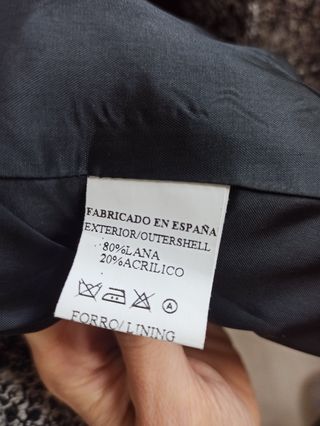 FABRICADO EN ESPAÑA
EXTERIOR/OUTERSHELL
80%LANA
20%ACRILICO
A
FORRO/LINING